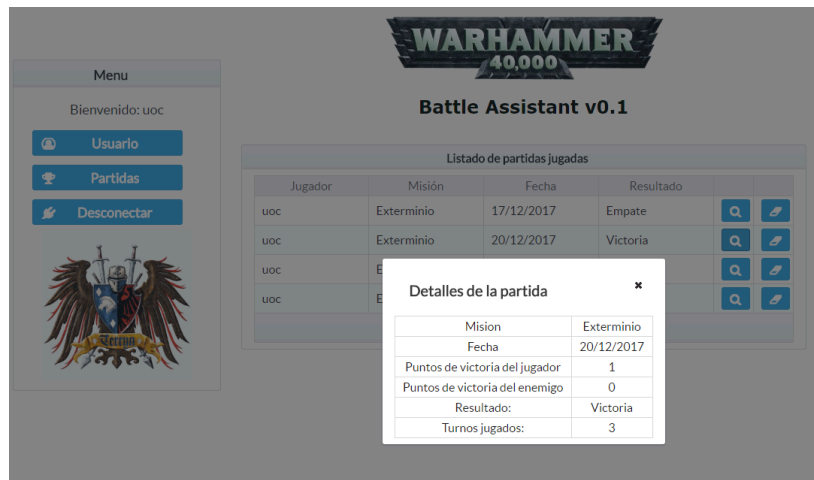 WARHAMMER
40,000
Battle Assistant v0.1
Menu
Bienvenido: uoc
Usuario
Partidas
Desconectar
Terrua
Listado de partidas jugadas
Jugador Misión Fecha Resultado
uoc Exterminio 17/12/2017 Empate
uoc Exterminio 20/12/2017 Victoria
uoc E
uoc E
Detalles de la partida
Mision Exterminio
Fecha 20/12/2017
Puntos de victoria del jugador 1
Puntos de victoria del enemigo 0
Resultado: Victoria
Turnos jugados: 3